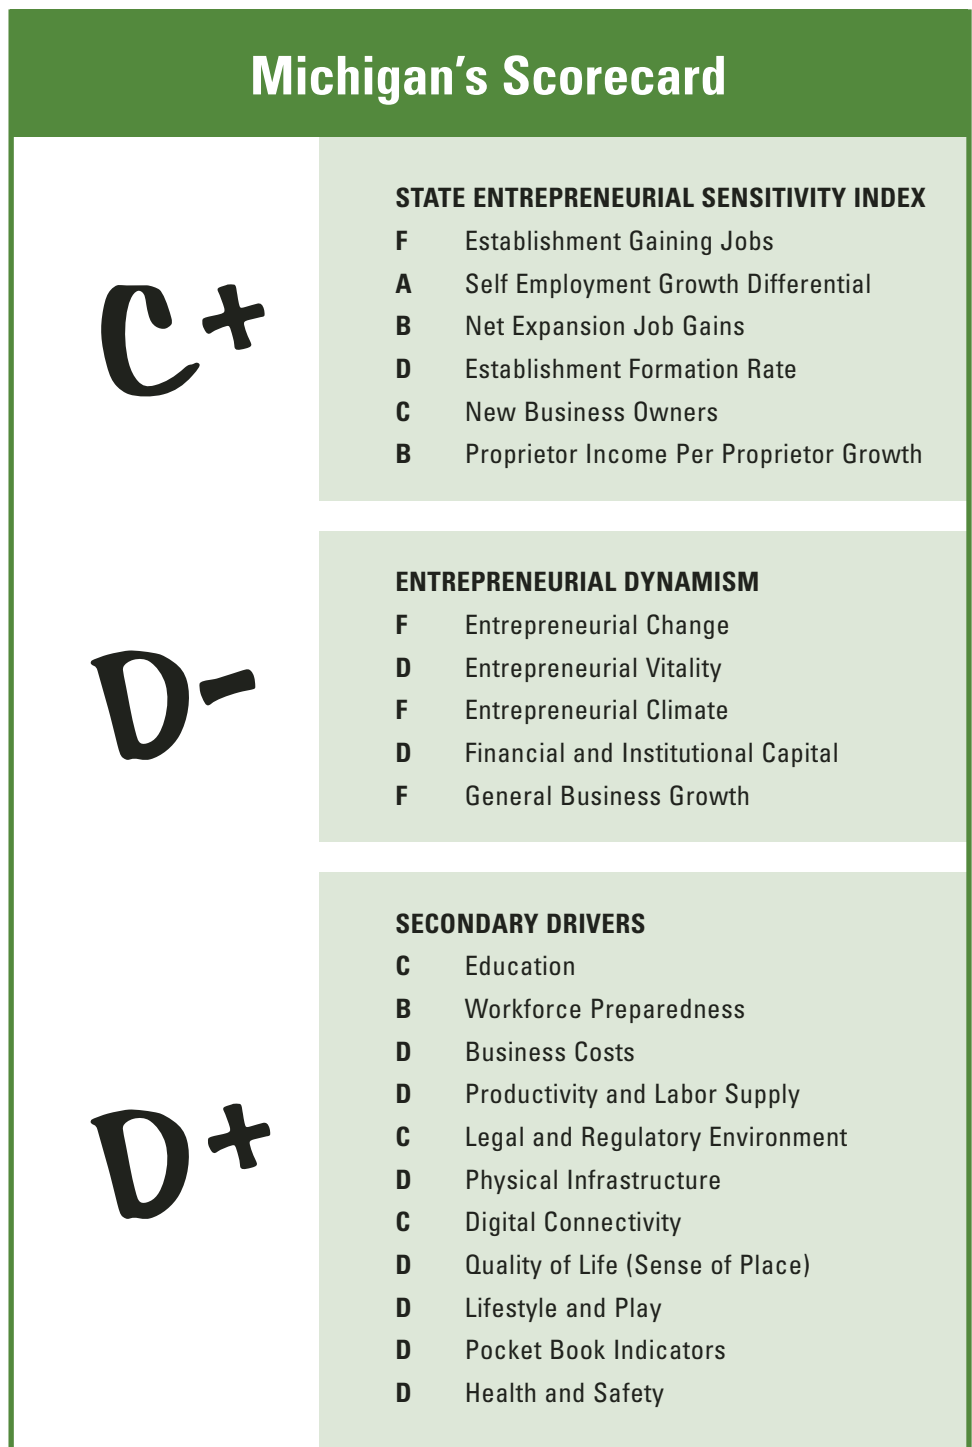 Michigan's Scorecard
C+
STATE ENTREPRENEURIAL SENSITIVITY INDEX
F Establishment Gaining Jobs
A Self Employment Growth Differential
B Net Expansion Job Gains
D Establishment Formation Rate
C New Business Owners
B Proprietor Income Per Proprietor Growth
D-
ENTREPRENEURIAL DYNAMISM
F Entrepreneurial Change
D Entrepreneurial Vitality
F Entrepreneurial Climate
D Financial and Institutional Capital
F General Business Growth
D+
SECONDARY DRIVERS
C Education
B Workforce Preparedness
D Business Costs
D Productivity and Labor Supply
C Legal and Regulatory Environment
D Physical Infrastructure
C Digital Connectivity
D Quality of Life (Sense of Place)
D Lifestyle and Play
D Pocket Book Indicators
D Health and Safety